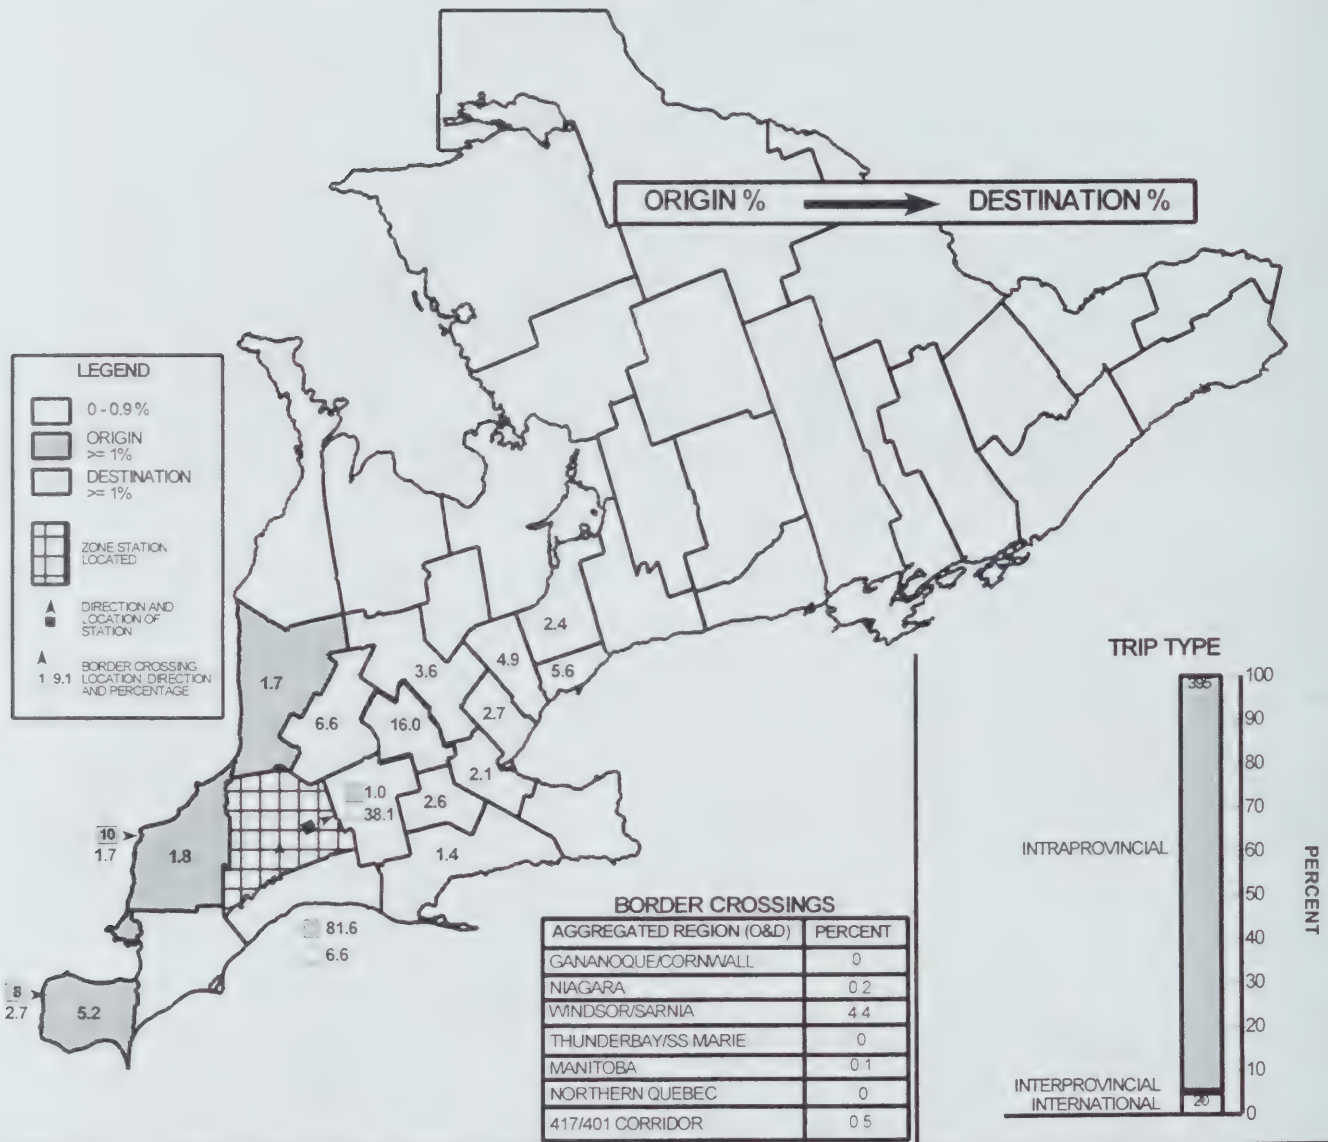 ORIGIN % DESTINATION %
LEGEND
0 - 0.9 %
ORIGIN
>= 1%
DESTINATION
>= 1%
ZONE STATION
LOCATED
DIRECTION AND
LOCATION OF
STATION
1 9.1
BORDER CROSSING
LOCATION DIRECTION
AND PERCENTAGE
2.4
4.9
5.6
3.6
1.7
2.7
6.6
16.0
2.1
1.0
38.1
2.6
10
1.7
1.8
1.4
81.6
6.6
8
2.7
5.2
BORDER CROSSINGS
AGGREGATED REGION (O&D) PERCENT
GANANOQUE/CORNWALL 0
NIAGARA 0 2
WINDSOR/SARNIA 4 4
THUNDERBAY/SS MARIE 0
MANITOBA 0 1
NORTHERN QUEBEC 0
417/401 CORRIDOR 0 5
TRIP TYPE
395
100
90
80
70
INTRAPROVINCIAL
60
50
40
30
20
10
0
PERCENT
INTERPROVINCIAL
INTERNATIONAL
20